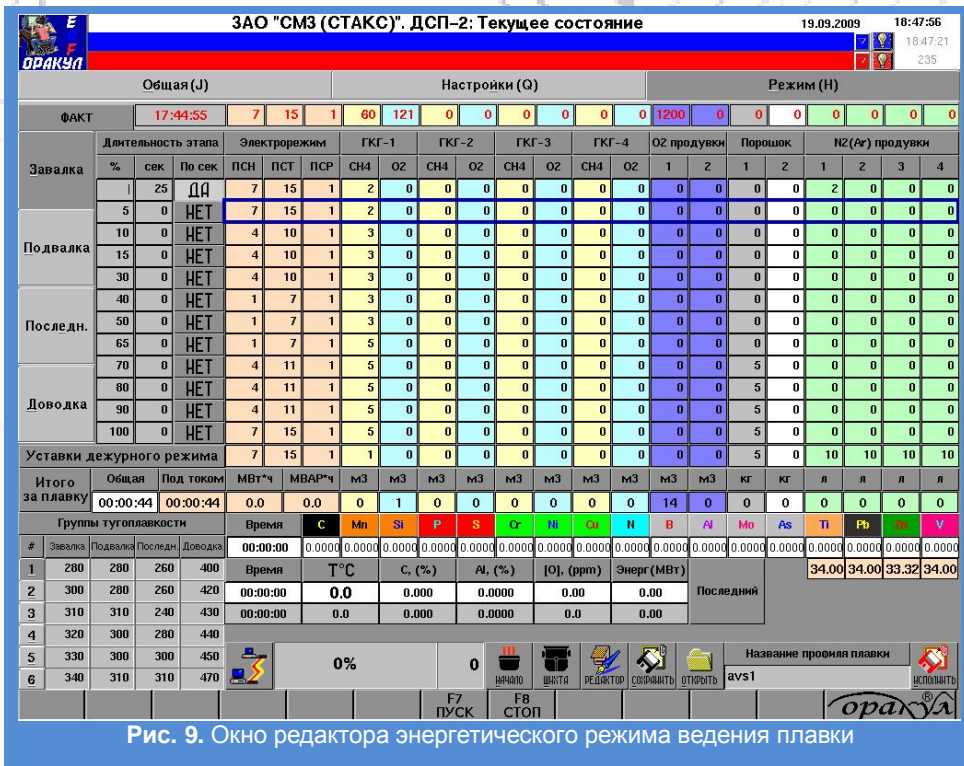 ЗАО "СМЗ (СТАКС)". ДСП-2: Текущее состояние 19.09.2009 18:47:56
E F
18:47:21
ОРАКУЛ 235
Общая (J) Настройки (Q) Режим (H)
ФАКТ 17:44:55 7 15 1 60 121 0 0 0 0 0 0 1200 0 0 0 0 0 0 0
Завалка Длительность этапа Электрорежим ГКГ-1 ГКГ-2 ГКГ-3 ГКГ-4 O2 продувки Порошок N2(Ar) продувки
% сек По сек ПСН ПСТ ПСР CH4 O2 CH4 O2 CH4 O2 CH4 O2 1 2 1 2 1 2 3 4
25 ДА 7 15 1 2 0 0 0 0 0 0 0 0 0 0 0 2 0 0 0
5 0 НЕТ 7 15 1 2 0 0 0 0 0 0 0 0 0 0 0 0 0 0 0
Подвалка 10 0 НЕТ 4 10 1 3 0 0 0 0 0 0 0 0 0 0 0 0 0 0 0
15 0 НЕТ 4 10 1 3 0 0 0 0 0 0 0 0 0 0 0 0 0 0 0
30 0 НЕТ 4 10 1 3 0 0 0 0 0 0 0 0 0 0 0 0 0 0 0
40 0 НЕТ 1 7 1 3 0 0 0 0 0 0 0 0 0 0 0 0 0 0 0
Последн. 50 0 НЕТ 1 7 1 3 0 0 0 0 0 0 0 0 0 0 0 0 0 0 0
65 0 НЕТ 1 7 1 5 0 0 0 0 0 0 0 0 0 0 0 0 0 0 0
70 0 НЕТ 4 11 1 5 0 0 0 0 0 0 0 0 0 5 0 0 0 0 0
80 0 НЕТ 4 11 1 5 0 0 0 0 0 0 0 0 0 5 0 0 0 0 0
Доводка 90 0 НЕТ 4 11 1 5 0 0 0 0 0 0 0 0 0 5 0 0 0 0 0
100 0 НЕТ 7 15 1 5 0 0 0 0 0 0 0 0 0 5 0 0 0 0 0
Уставки дежурного режима 7 15 1 1 0 0 0 0 0 0 0 0 0 5 0 10 10 10 10
Итого за плавку Общая Под током МВт*ч МВАР*ч м3 м3 м3 м3 м3 м3 м3 м3 м3 м3 кг кг л л л л
00:00:44 00:00:44 0.0 0.0 0 1 0 0 0 0 0 0 14 0 0 0 0 0 0 0
Группы тугоплавкости Время C Mn Si P S Cr Ni Cu N B Al Mo As Ti Pb Zn V
# Завалка Подвалка Последн. Доводка 00:00:00 0.0000 0.0000 0.0000 0.0000 0.0000 0.0000 0.0000 0.0000 0.0000 0.0000 0.0000 0.0000 0.0000 0.0000 0.0000 0.0000 0.0000
1 280 280 260 400 Время T°C C, (%) Al, (%) [O], (ppm) Энерг(МВт) Последний 34.00 34.00 33.32 34.00
2 300 280 260 420 00:00:00 0.0 0.000 0.0000 0.00 0.00
3 310 310 240 430 00:00:00 0.0 0.000 0.0000 0.0 0.00
4 320 300 280 440
5 330 300 300 450 0% 0 НАЧАЛО ШИХТА РЕДАКТОР СОХРАНИТЬ ОТКРЫТЬ Название профиля плавки ИСПОЛНИТЬ
6 340 310 310 470 avs1
F7 ПУСК F8 СТОП оракул ®
Рис. 9. Окно редактора энергетического режима ведения плавки